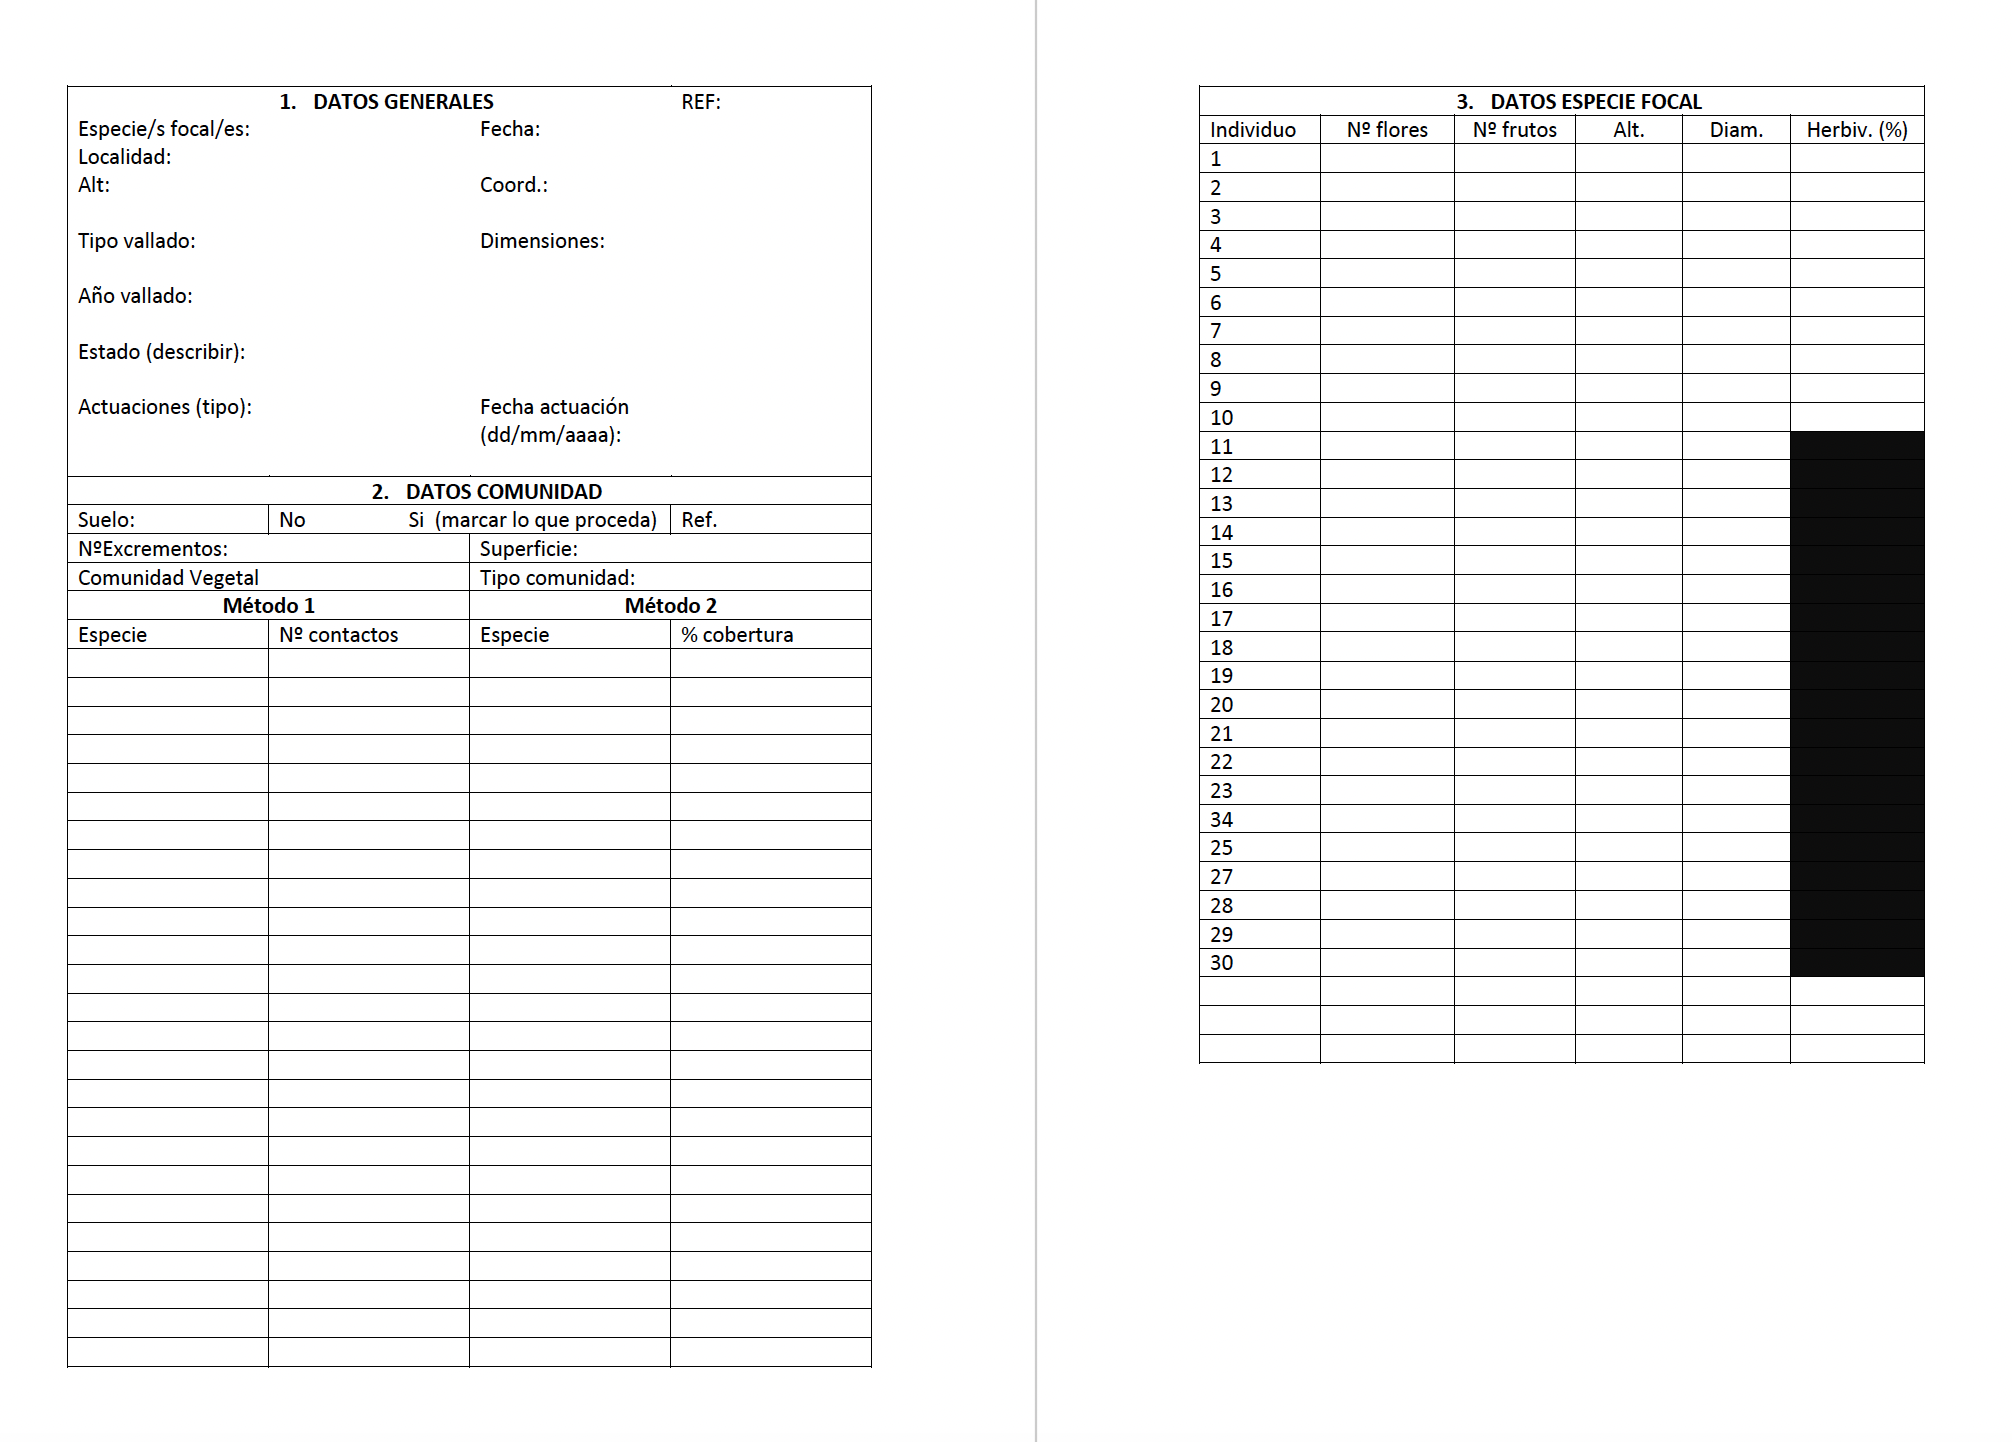 1. DATOS GENERALES REF:
Especie/s focal/es: Fecha:
Localidad:
Alt: Coord.:
Tipo vallado: Dimensiones:
Año vallado:
Estado (describir):
Actuaciones (tipo): Fecha actuación
(dd/mm/aaaa):
2. DATOS COMUNIDAD
Suelo: No Si (marcar lo que proceda) Ref.
NºExcrementos: Superficie:
Comunidad Vegetal Tipo comunidad:
Método 1 Método 2
Especie Nº contactos Especie % cobertura
3. DATOS ESPECIE FOCAL
Individuo Nº flores Nº frutos Alt. Diam. Herbiv. (%)
1
2
3
4
5
6
7
8
9
10
11
12
13
14
15
16
17
18
19
20
21
22
23
34
25
27
28
29
30